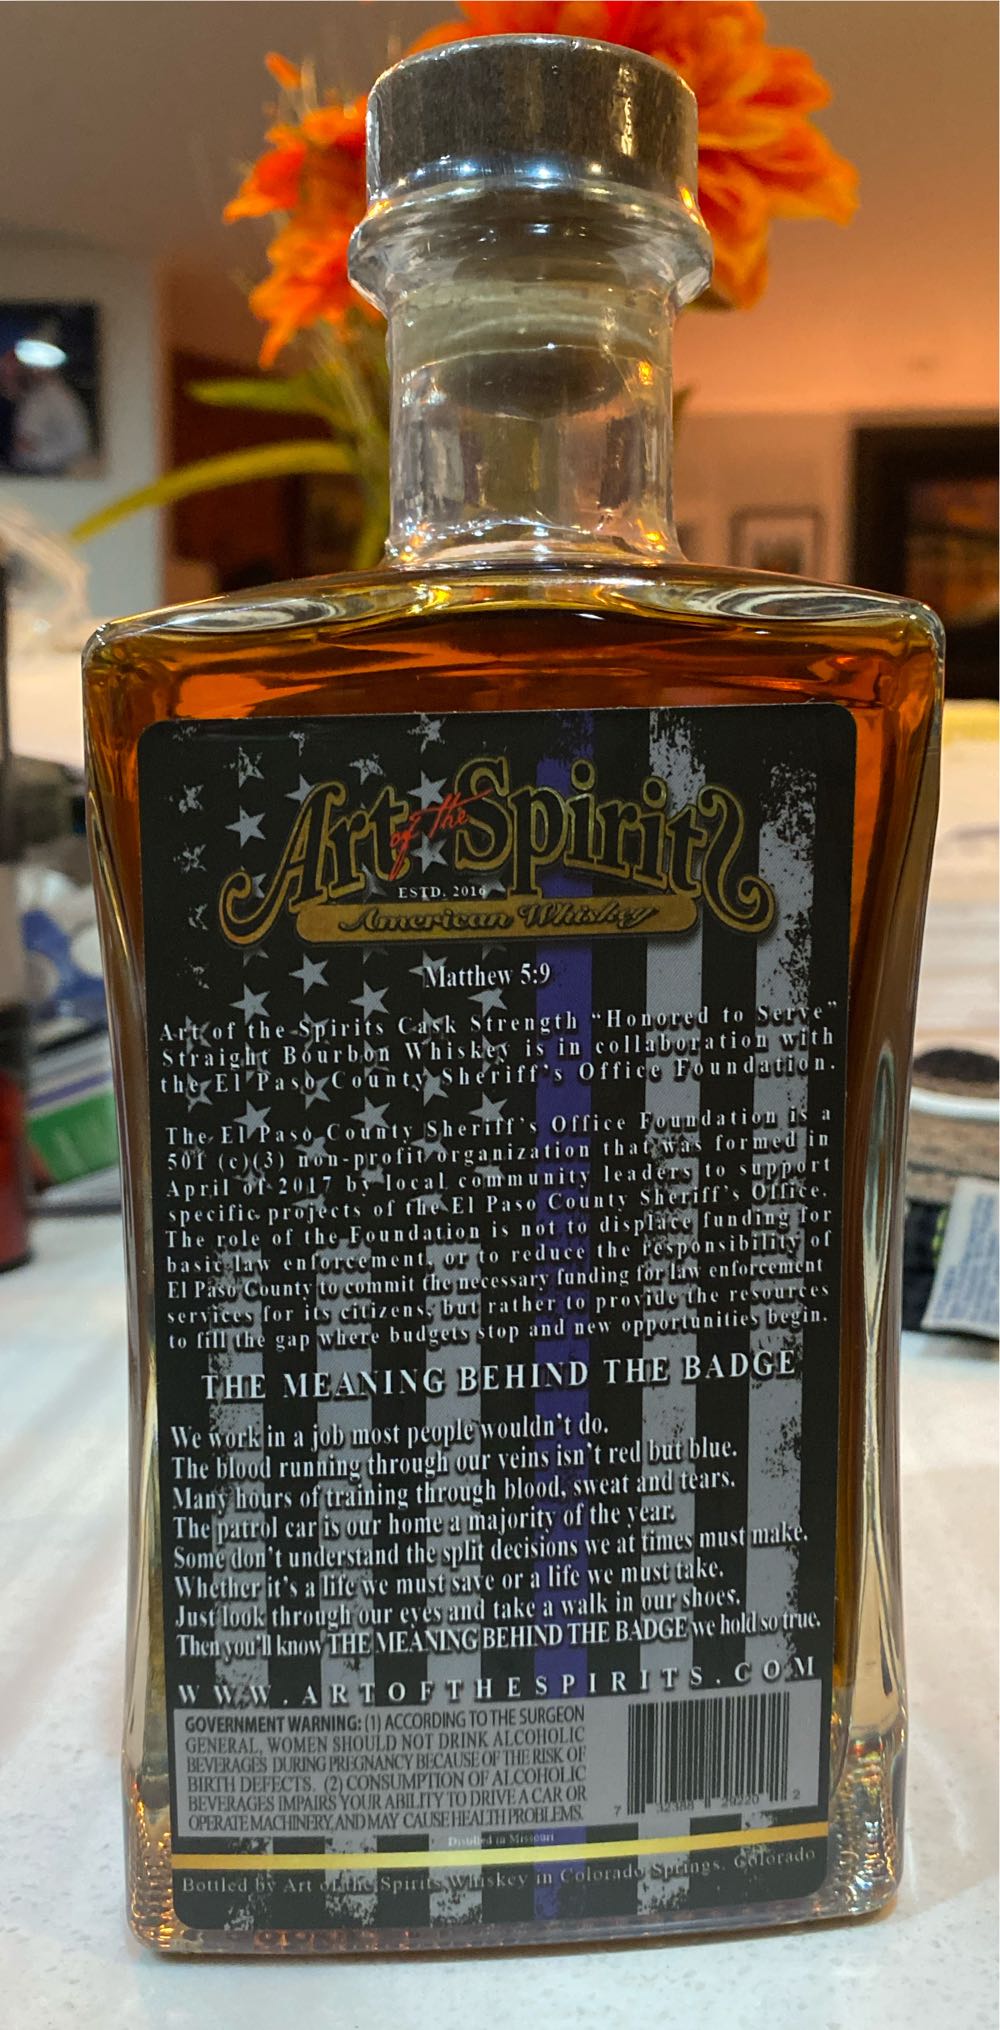 Art of the Spirits
ESTD. 2016
American Whiskey
Matthew 5:9
Art of the Spirits Cask Strength "Honored to Serve"
Straight Bourbon Whiskey is in collaboration with
the El Paso County Sheriff's Office Foundation.
The El Paso County Sheriff's Office Foundation is a
501 (c)(3) non-profit organization that was formed in
April of 2017 by local community leaders to support
specific projects of the El Paso County Sheriff's Office.
The role of the Foundation is not to displace funding for
basic law enforcement, or to reduce the responsibility of
El Paso County to commit the necessary funding for law enforcement
services for its citizens, but rather to provide the resources
to fill the gap where budgets stop and new opportunities begin.
THE MEANING BEHIND THE BADGE
We work in a job most people wouldn't do.
The blood running through our veins isn't red but blue.
Many hours of training through blood, sweat and tears.
The patrol car is our home a majority of the year.
Some don't understand the split decisions we at times must make.
Whether it's a life we must save or a life we must take.
Just look through our eyes and take a walk in our shoes.
Then you'll know THE MEANING BEHIND THE BADGE we hold so true.
WWW.ARTOFTHESPIRITS.COM
GOVERNMENT WARNING: (1) ACCORDING TO THE SURGEON
GENERAL, WOMEN SHOULD NOT DRINK ALCOHOLIC
BEVERAGES DURING PREGNANCY BECAUSE OF THE RISK OF
BIRTH DEFECTS. (2) CONSUMPTION OF ALCOHOLIC
BEVERAGES IMPAIRS YOUR ABILITY TO DRIVE A CAR OR
OPERATE MACHINERY, AND MAY CAUSE HEALTH PROBLEMS.
7 32388 29220 2
Distilled in Missouri
Bottled by Art of the Spirits Whiskey in Colorado Springs, Colorado